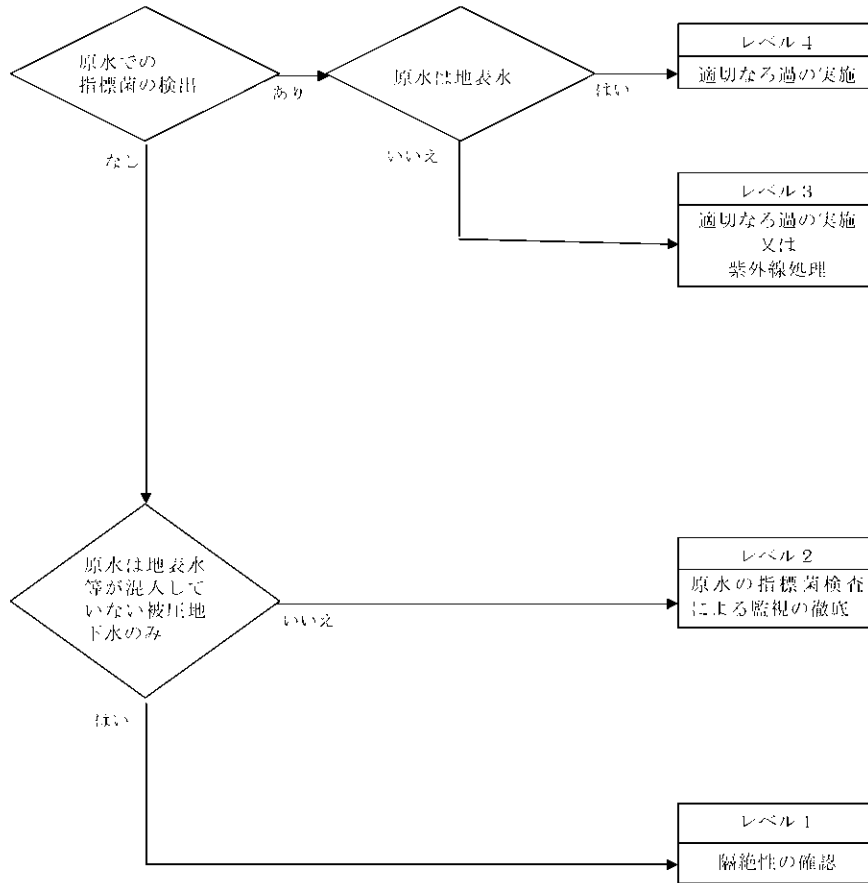 原水での
指標菌の検出
あり
なし
原水は地表水
はい
いいえ
レベル4
適切なろ過の実施
レベル3
適切なろ過の実施
又は
紫外線処理
原水は地表水
等が混入して
いない被圧地
下水のみ
いいえ
はい
レベル2
原水の指標菌検査
による監視の徹底
レベル1
隔絶性の確認